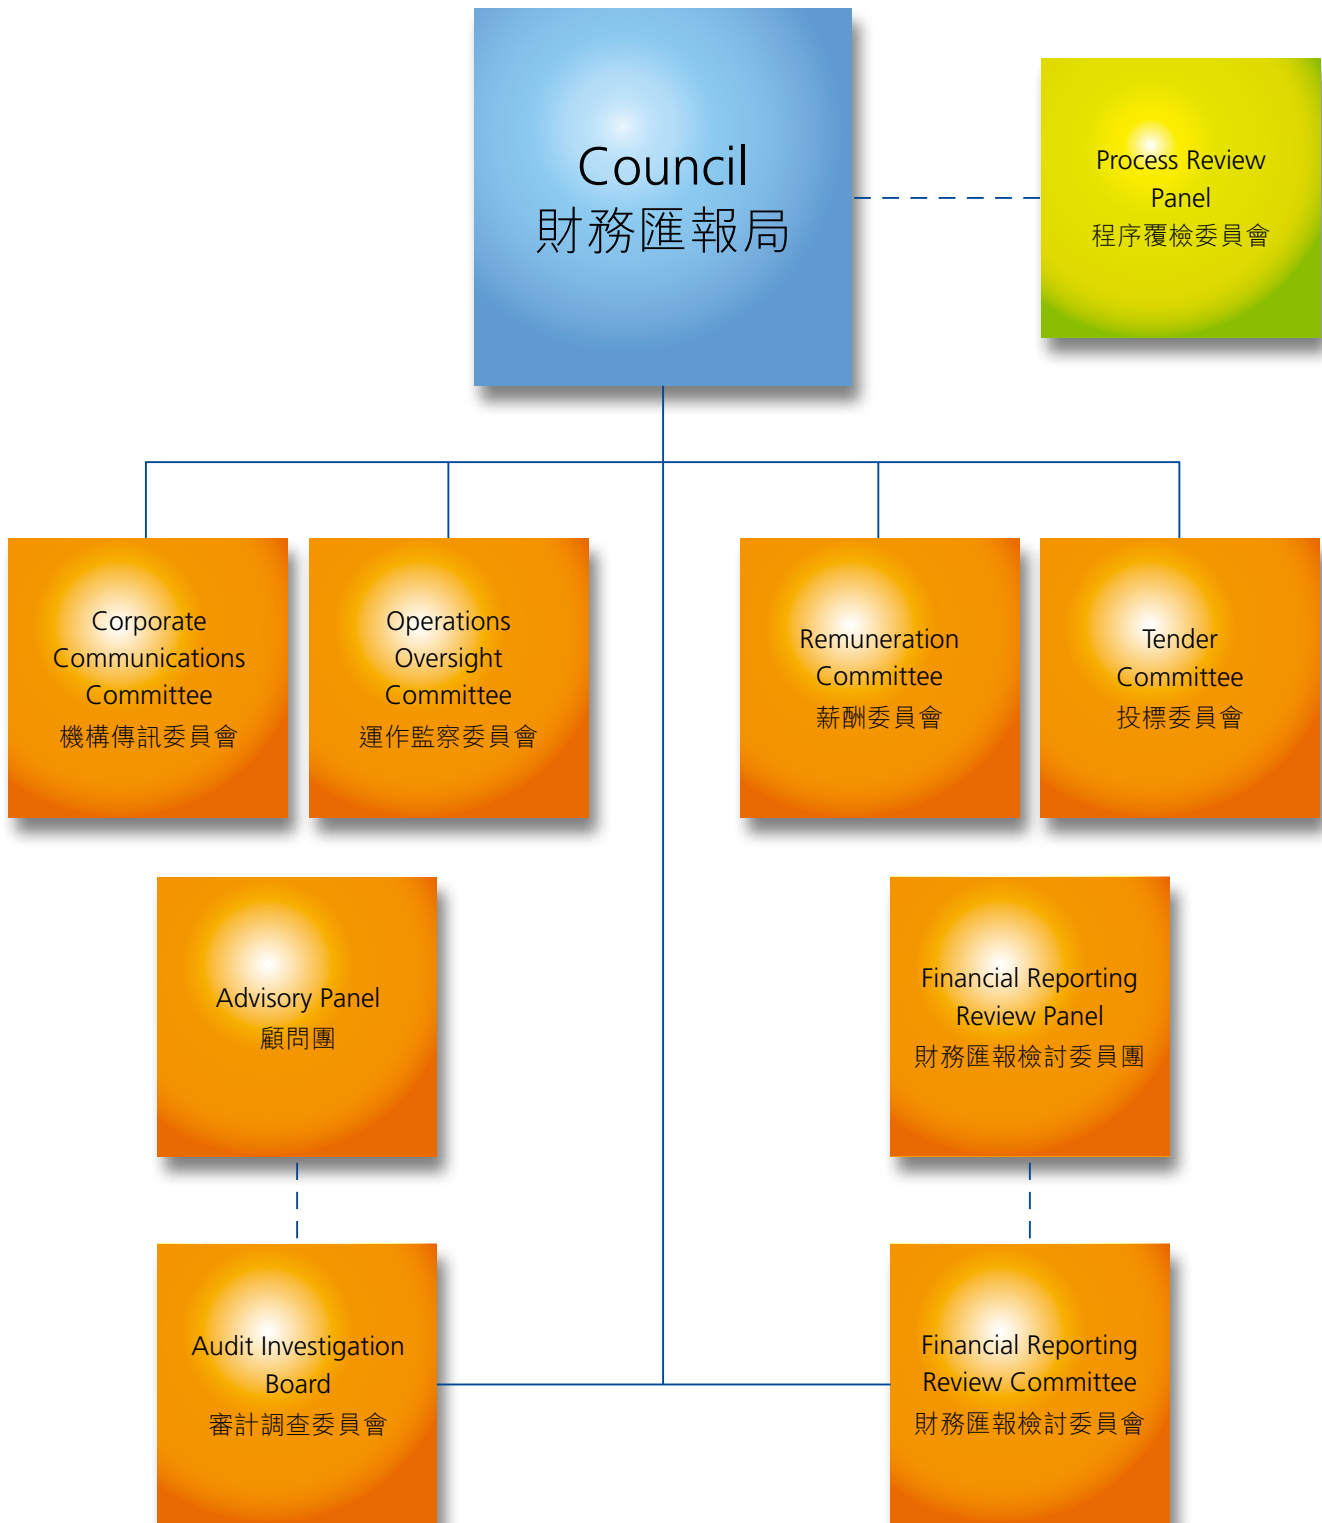 Council
財務匯報局
Process Review
Panel
程序覆檢委員會
Corporate
Communications
Committee
機構傳訊委員會
Operations
Oversight
Committee
運作監察委員會
Remuneration
Committee
薪酬委員會
Tender
Committee
投標委員會
Advisory Panel
顧問團
Financial Reporting
Review Panel
財務匯報檢討委員團
Audit Investigation
Board
審計調查委員會
Financial Reporting
Review Committee
財務匯報檢討委員會